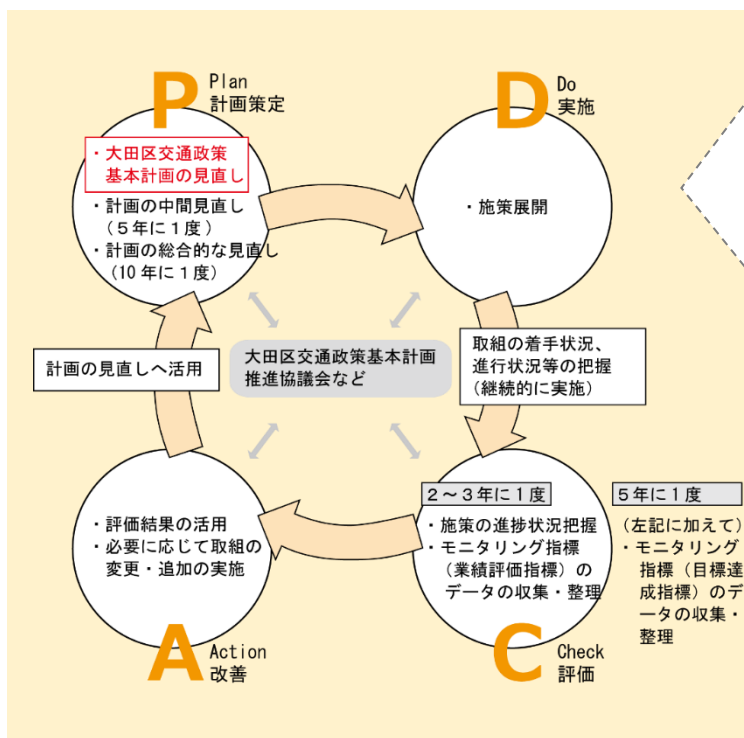 P
Plan
計画策定
・大田区交通政策
基本計画の見直し
・計画の中間見直し
(5年に1度)
・計画の総合的な見直し
(10年に1度)
D
Do
実施
・施策展開
取組の着手状況、
進行状況等の把握
(継続的に実施)
大田区交通政策基本計画
推進協議会など
計画の見直しへ活用
2～3年に1度
・施策の進捗状況把握
・モニタリング指標
(業績評価指標)の
データの収集・整理
5年に1度
(左記に加えて)
・モニタリング
指標(目標達
成指標)のデ
ータの収集・
整理
C
Check
評価
・評価結果の活用
・必要に応じて取組の
変更・追加の実施
A
Action
改善